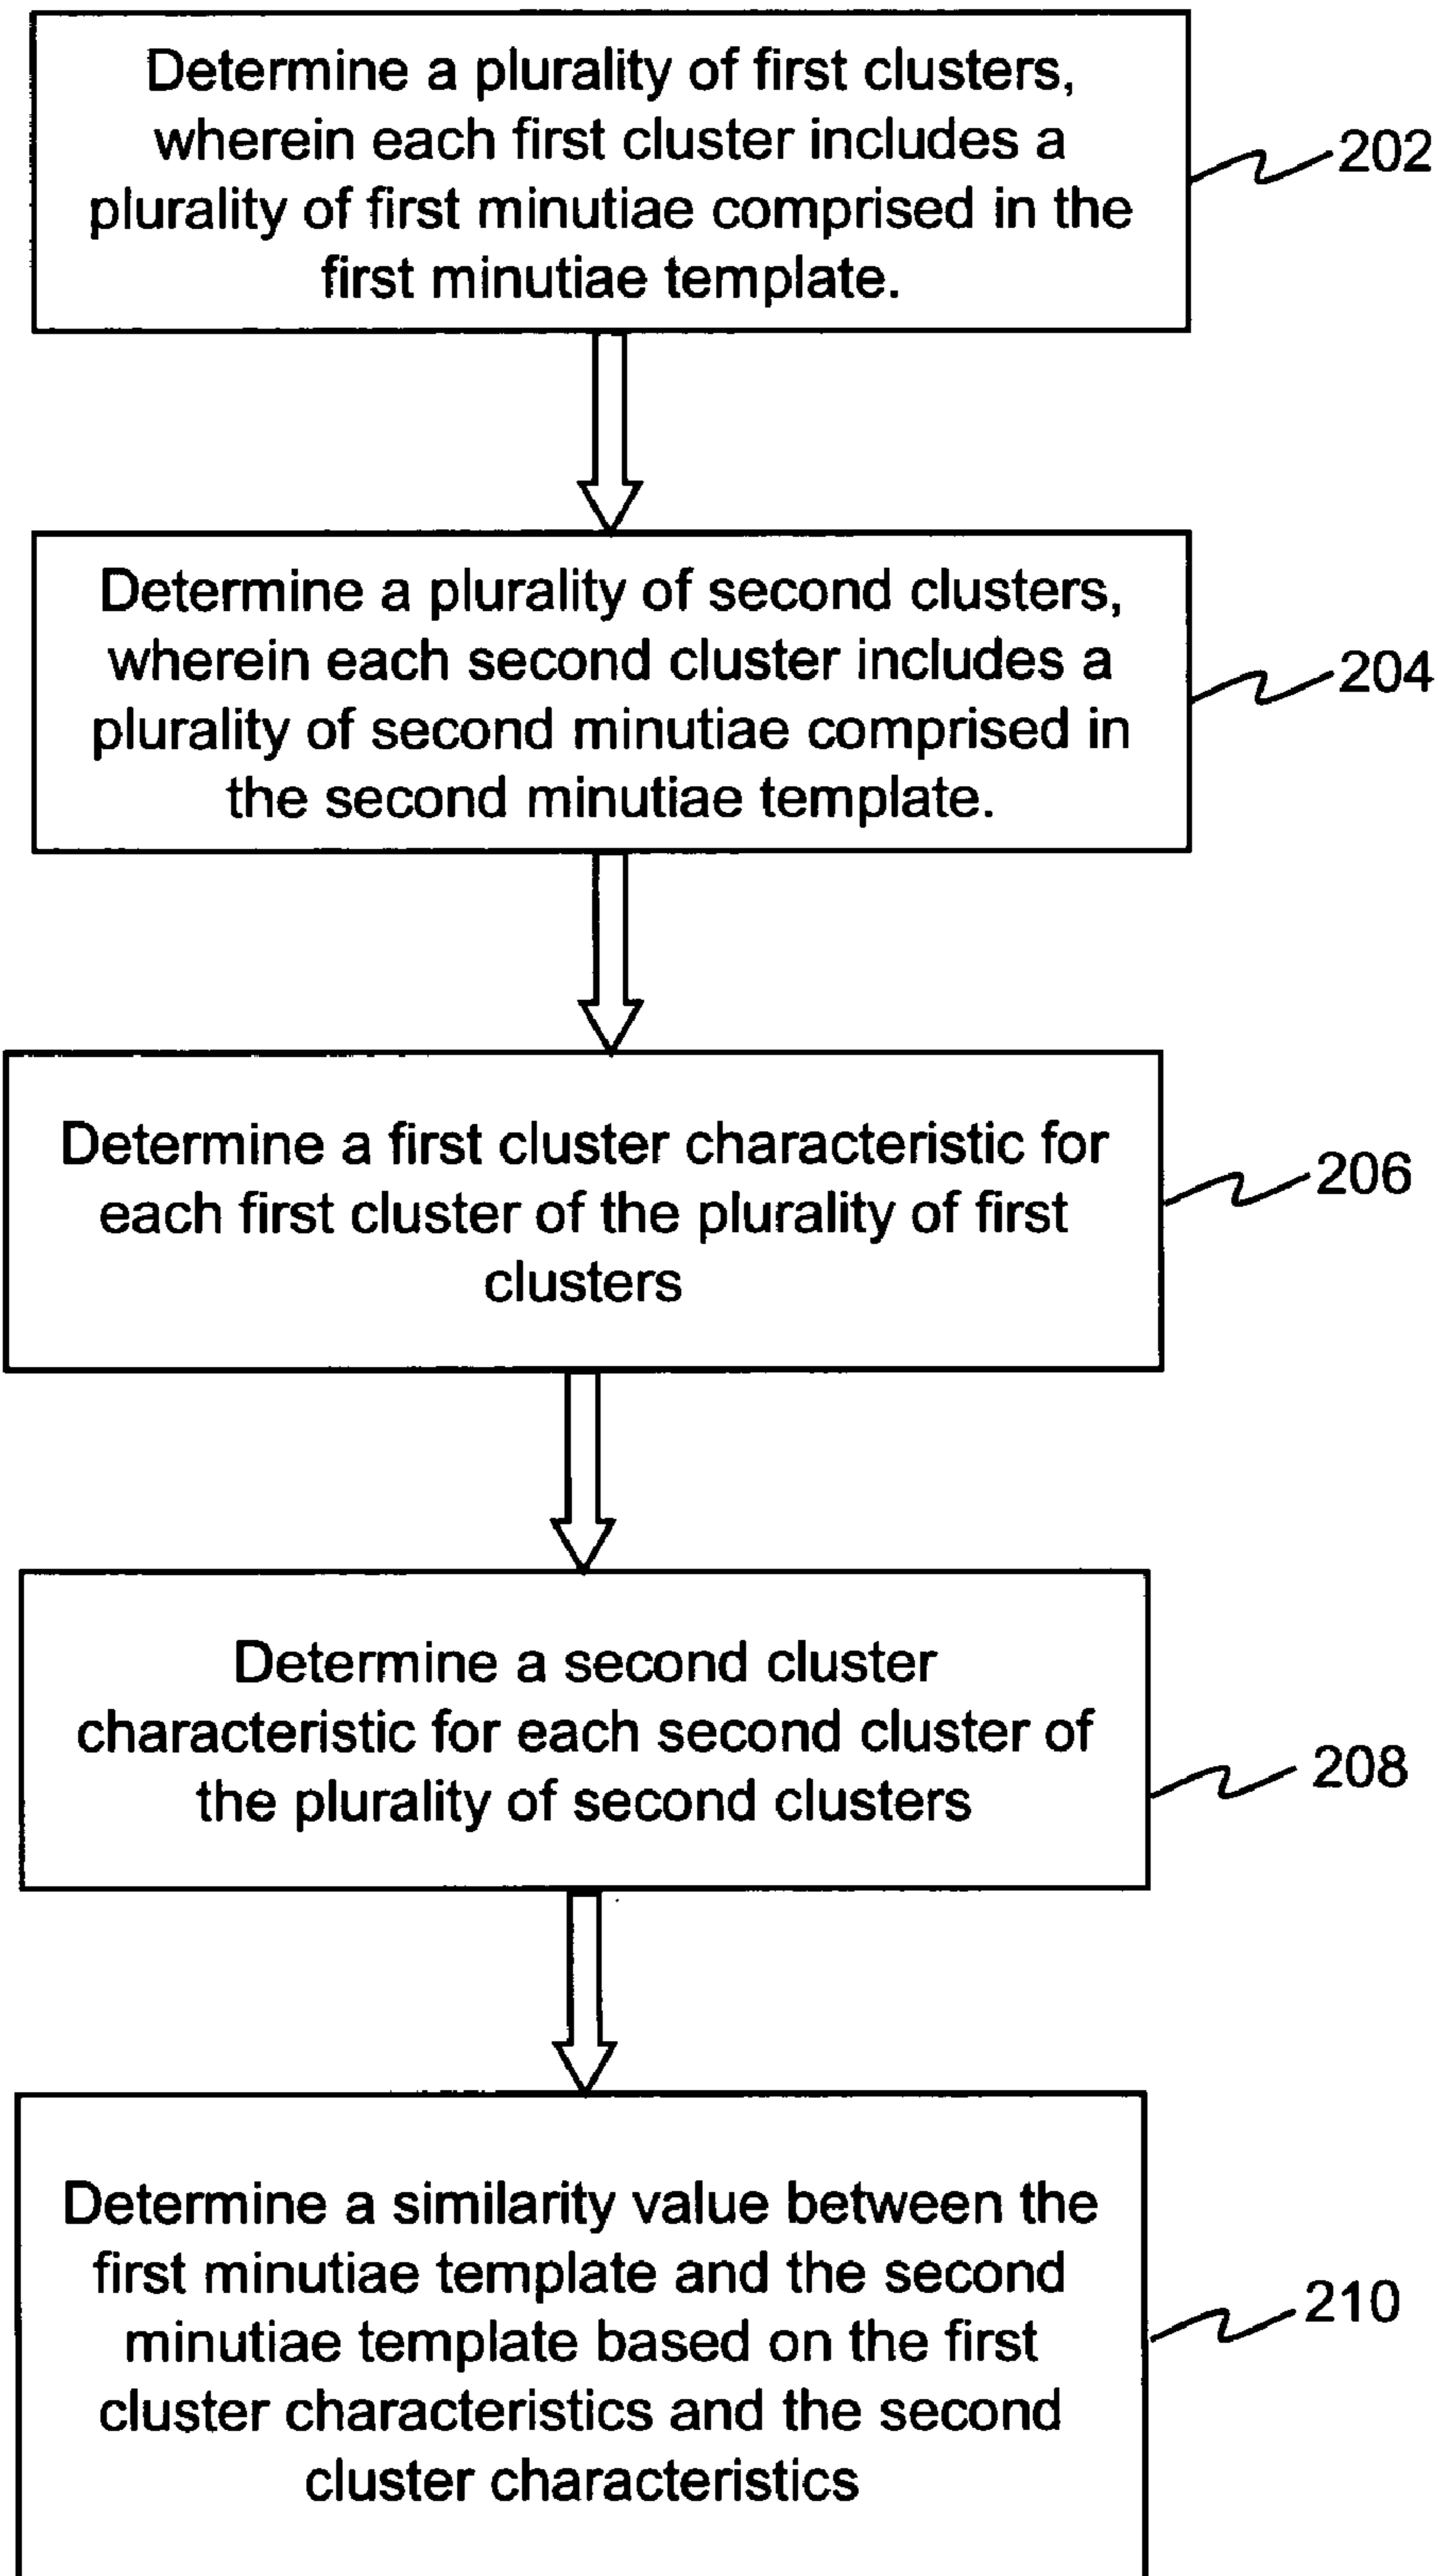 Determine a plurality of first clusters,
wherein each first cluster includes a
plurality of first minutiae comprised in the
first minutiae template.
202
Determine a plurality of second clusters,
wherein each second cluster includes a
plurality of second minutiae comprised in
the second minutiae template.
204
Determine a first cluster characteristic for
each first cluster of the plurality of first
clusters
206
Determine a second cluster
characteristic for each second cluster of
the plurality of second clusters
208
Determine a similarity value between the
first minutiae template and the second
minutiae template based on the first
cluster characteristics and the second
cluster characteristics
210